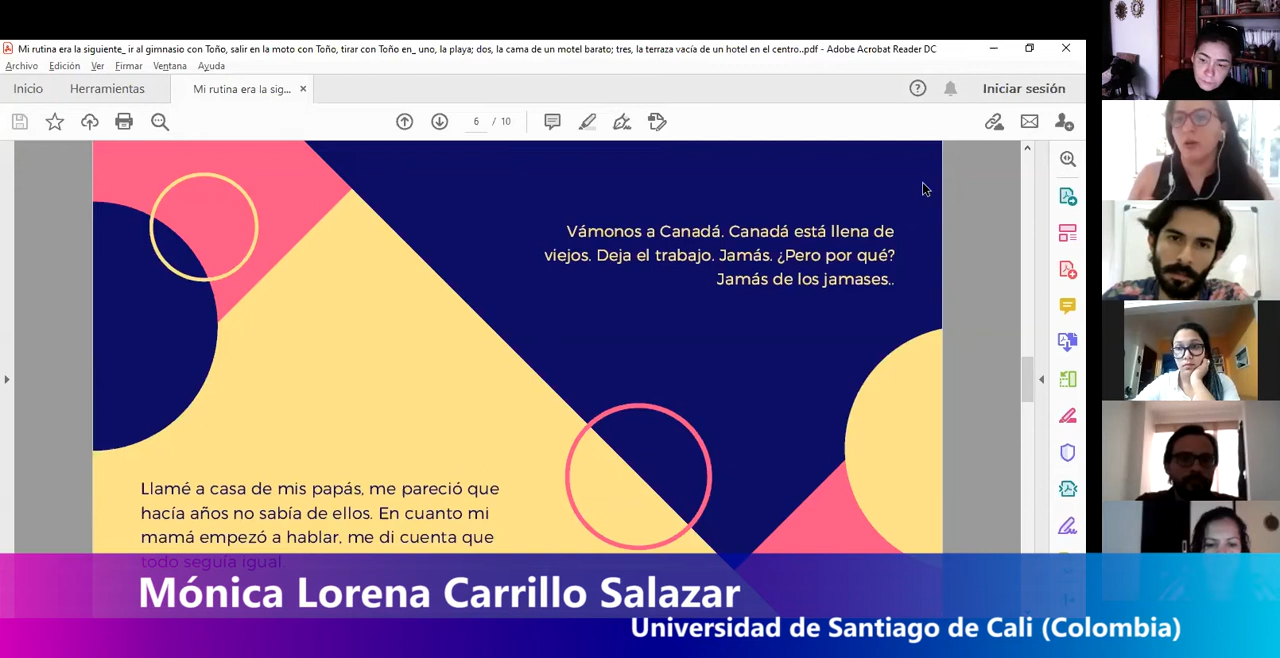 Mi rutina era la siguiente_ ir al gimnasio con Toño, salir en la moto con Toño, tirar con Toño en_ uno, la playa; dos, la cama de un motel barato; tres, la terraza vacía de un hotel en el centro..pdf - Adobe Acrobat Reader DC
Archivo Edición Ver Firmar Ventana Ayuda
Inicio Herramientas Mi rutina era la sig... Iniciar sesión
6 / 10
Vámonos a Canadá. Canadá está llena de
viejos. Deja el trabajo. Jamás. ¿Pero por qué?
Jamás de los jamases..
Llamé a casa de mis papás, me pareció que
hacía años no sabía de ellos. En cuanto mi
mamá empezó a hablar, me di cuenta que
todo seguía igual
Mónica Lorena Carrillo Salazar
Universidad de Santiago de Cali (Colombia)